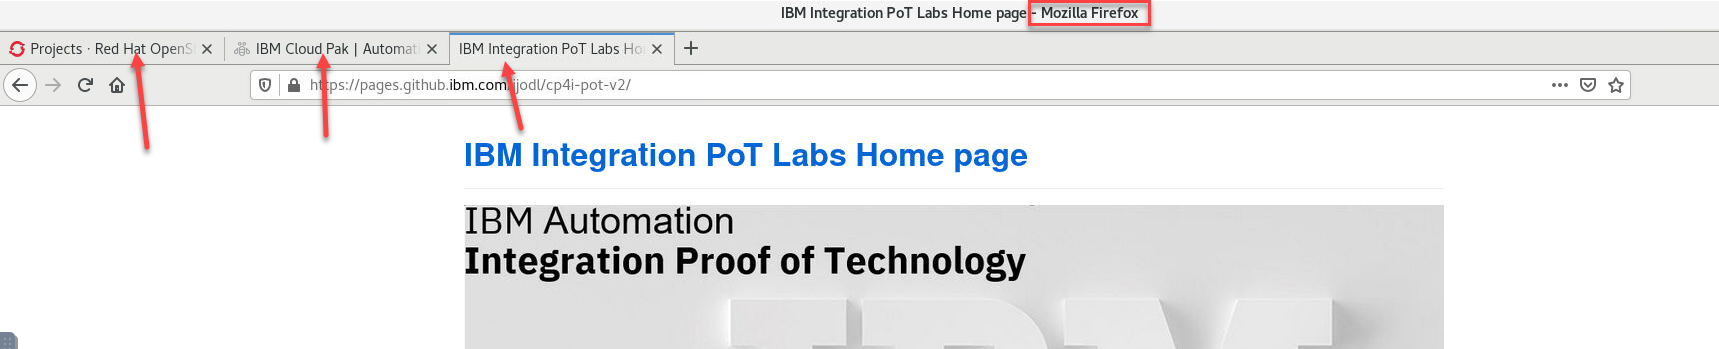 IBM Integration PoT Labs Home page - Mozilla Firefox
Projects · Red Hat OpenS
IBM Cloud Pak | Automat
IBM Integration PoT Labs Ho
https://pages.github.ibm.com/ijodl/cp4i-pot-v2/
IBM Integration PoT Labs Home page
IBM Automation
Integration Proof of Technology
IBM